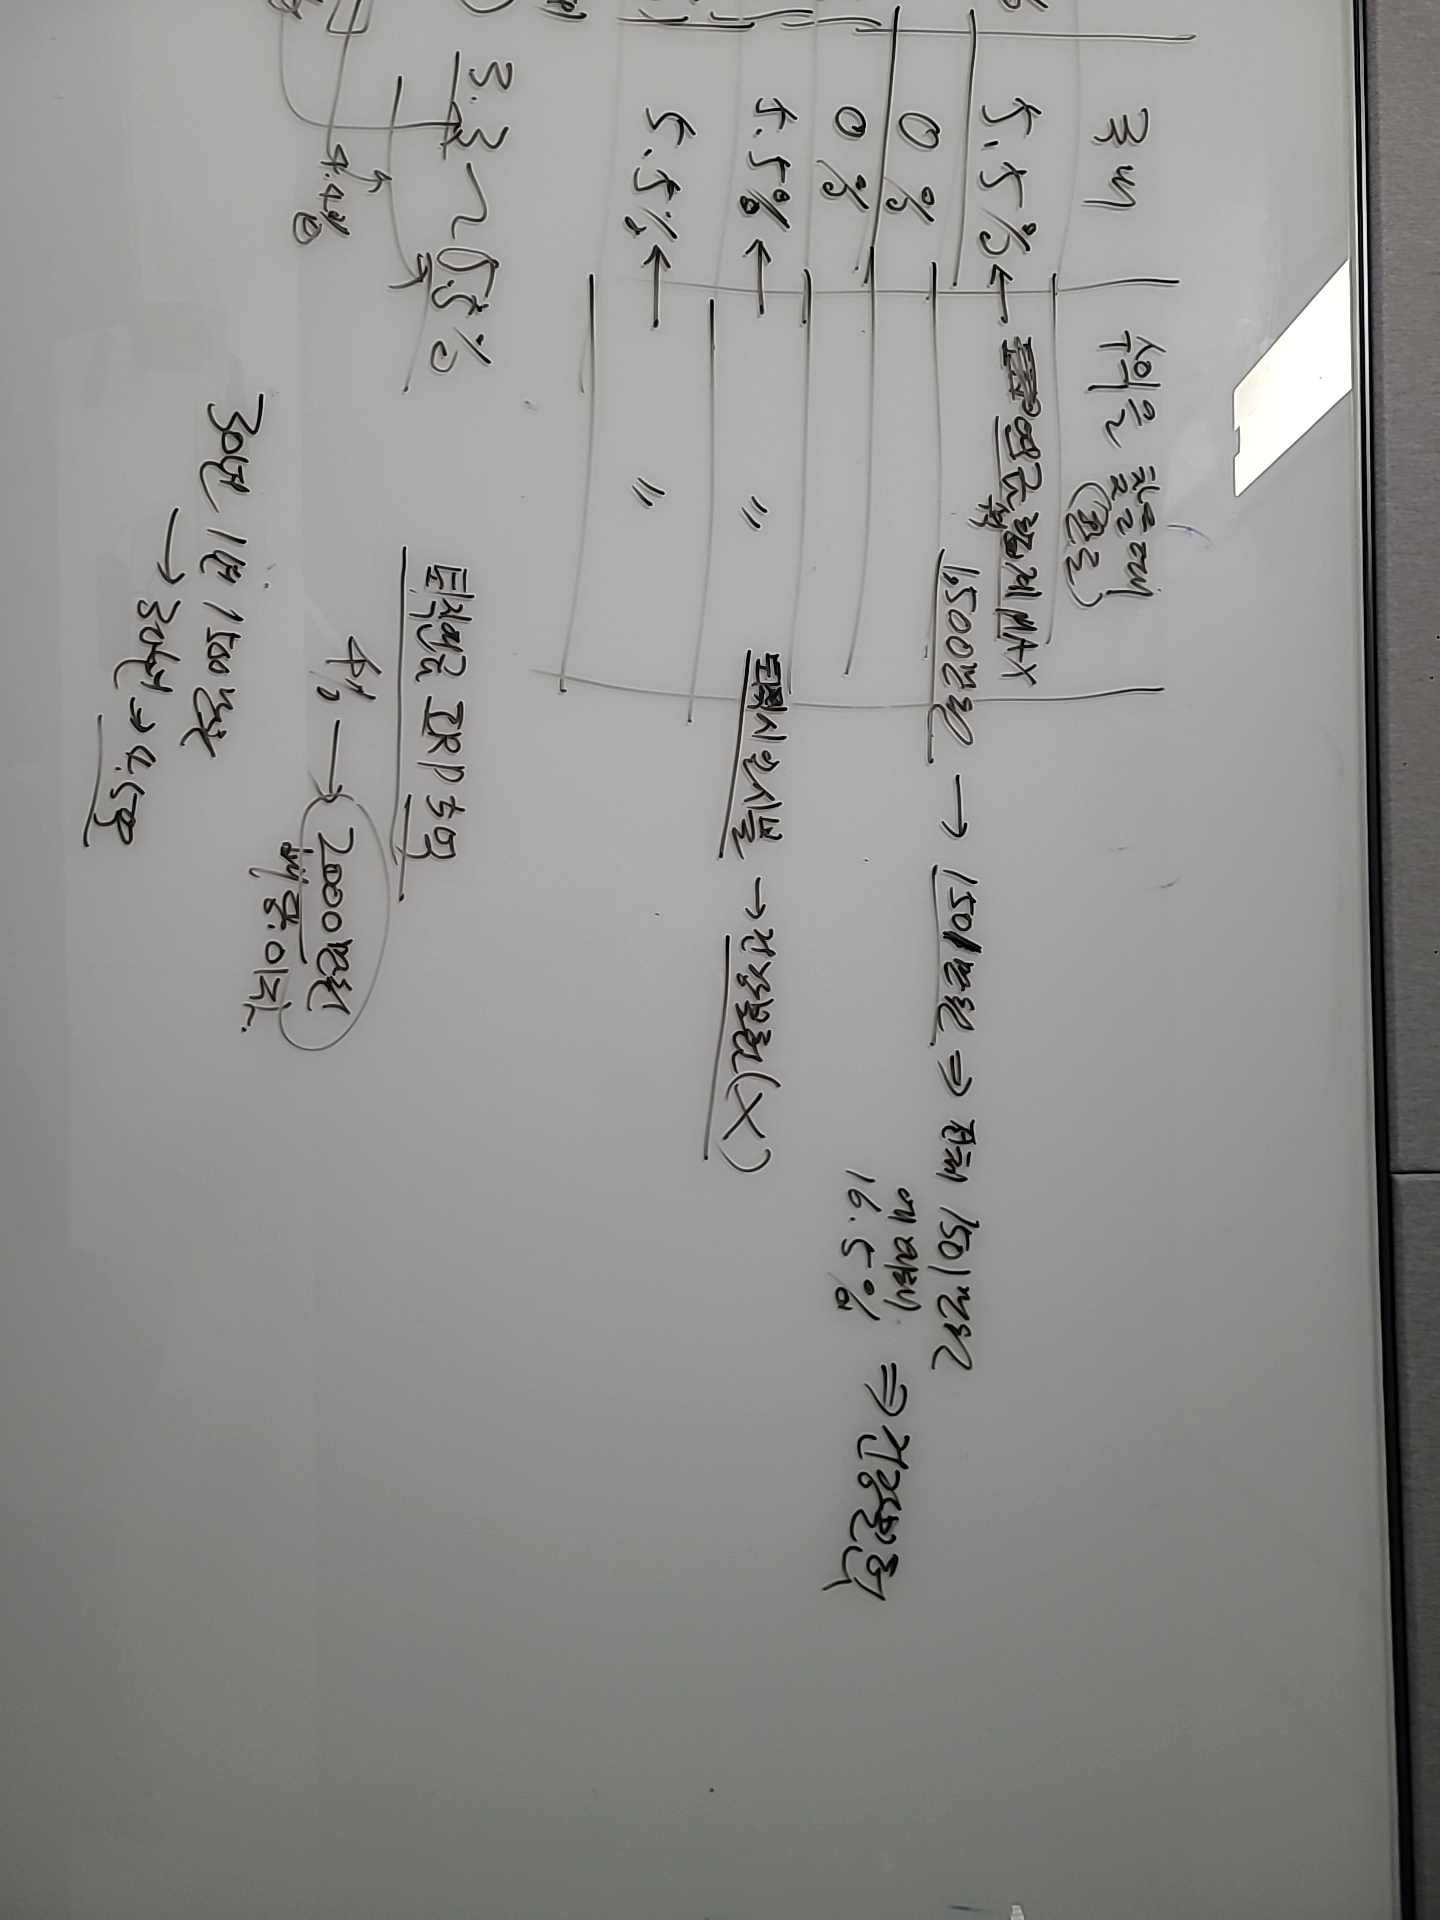 국내 수익을 찾을때
(환도)
5.5% ← 연금 합계 MAX
수익
1,500만원 → 1501만원 ⇒ 전체 1501만원
에 대해
16.5% ⇒ 건강보험
0%
0%
5.5% ← 〃 퇴직시 일시불 → 건강보험(X)
5.5% ← 〃
3.3~5.5%
4.4%
퇴직연금 IRP 5억
4% → 2000만원
배당.이자.
30년 1년 1500만원
→ 30년 ⇒ 4.5억